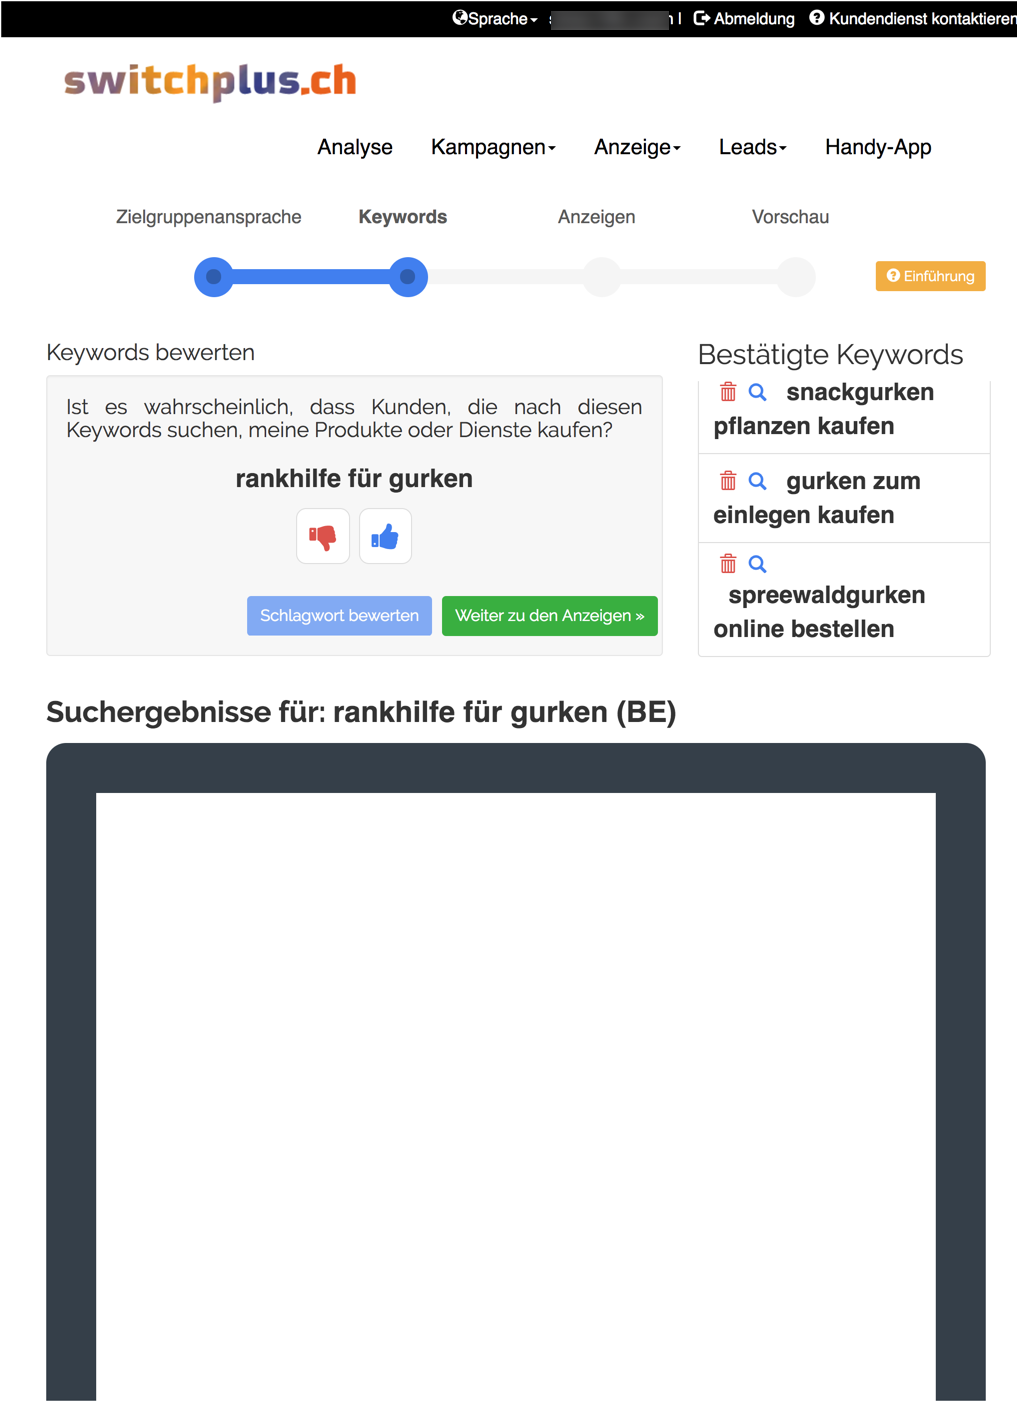 Sprache Abmeldung Kundendienst kontaktieren
switchplus.ch
Analyse Kampagnen Anzeige Leads Handy-App
Zielgruppenansprache Keywords Anzeigen Vorschau
Einführung
Keywords bewerten
Ist es wahrscheinlich, dass Kunden, die nach diesen
Keywords suchen, meine Produkte oder Dienste kaufen?
rankhilfe für gurken
Schlagwort bewerten Weiter zu den Anzeigen »
Bestätigte Keywords
snackgurken
pflanzen kaufen
gurken zum
einlegen kaufen
spreewaldgurken
online bestellen
Suchergebnisse für: rankhilfe für gurken (BE)